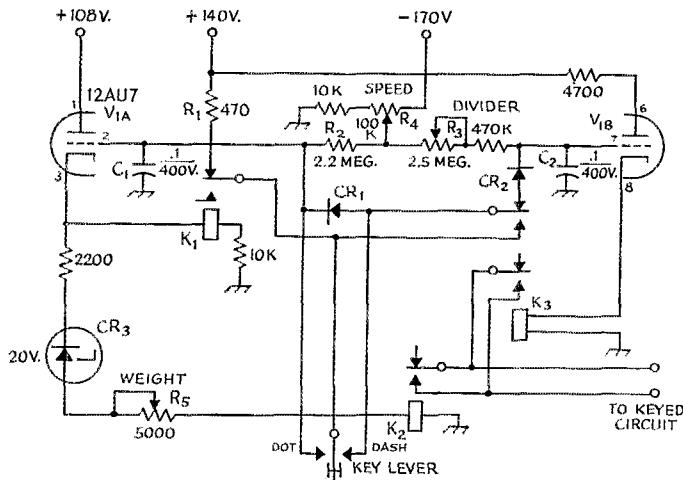 +108V.
+140V.
-170V
12AU7
V1A
1
2
3
R1
470
10K
SPEED
100
K
R4
4700
DIVIDER
R2
2.2 MEG.
R3
2.5 MEG.
470K
V1B
6
7
8
C1
.1
400V.
C2
.1
400V.
CR1
CR2
K1
10K
2200
CR3
20V.
K3
WEIGHT
R5
5000
K2
TO KEYED
CIRCUIT
DOT
DASH
KEY LEVER